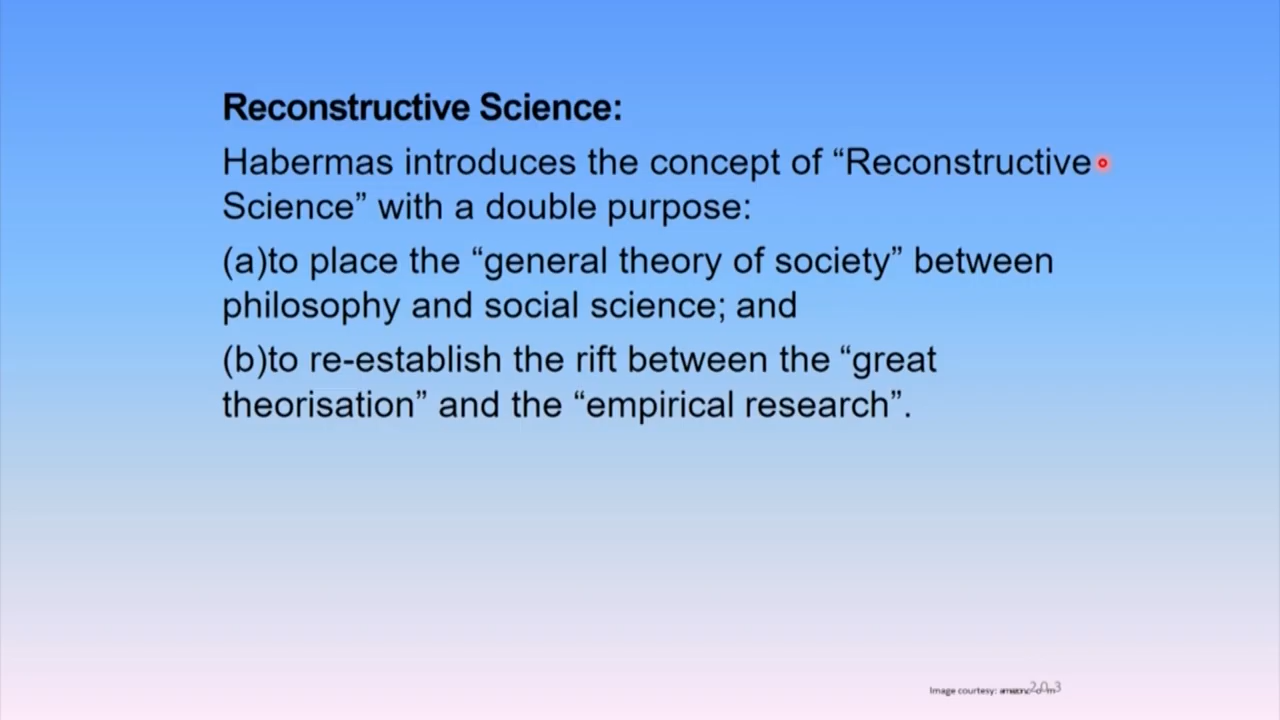 Reconstructive Science:
Habermas introduces the concept of “Reconstructive
Science” with a double purpose:
(a)to place the “general theory of society” between
philosophy and social science; and
(b)to re-establish the rift between the “great
theorisation” and the “empirical research”.
Image courtesy: